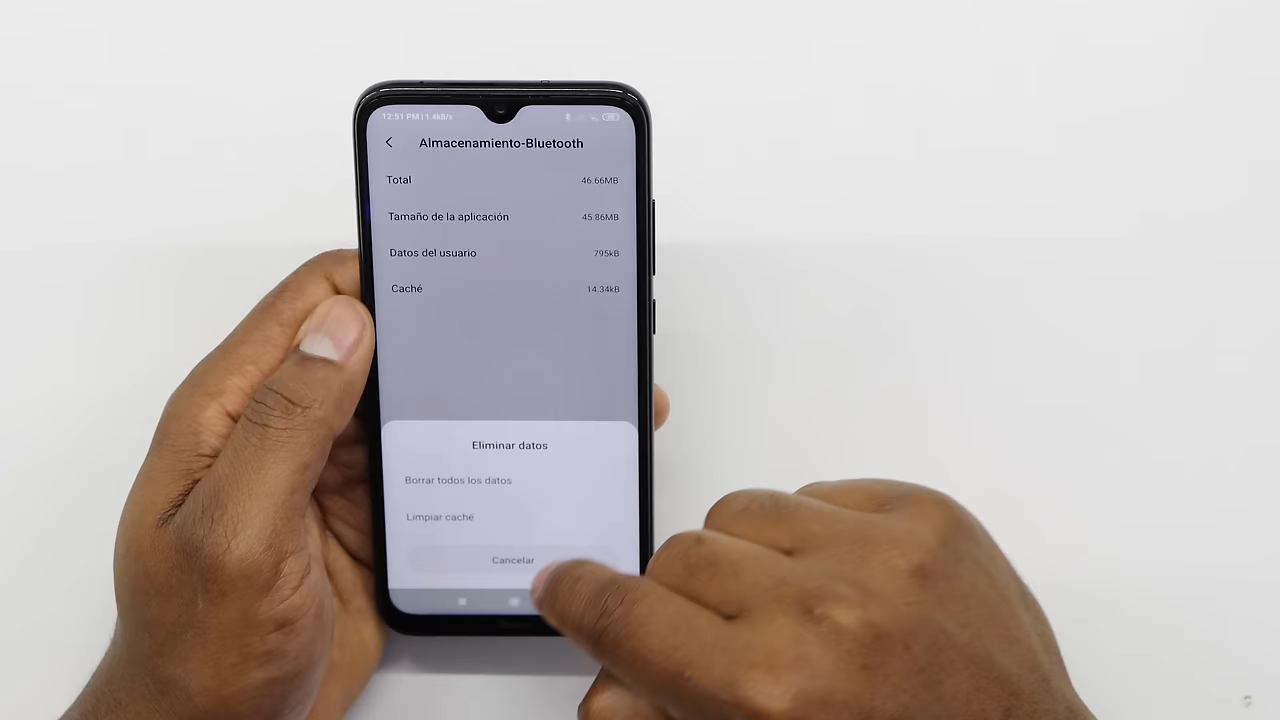 12:51 PM | 1.4kB/s
Almacenamiento-Bluetooth
Total 46.66MB
Tamaño de la aplicación 45.86MB
Datos del usuario 795kB
Caché 14.34kB
Eliminar datos
Borrar todos los datos
Limpiar caché
Cancelar